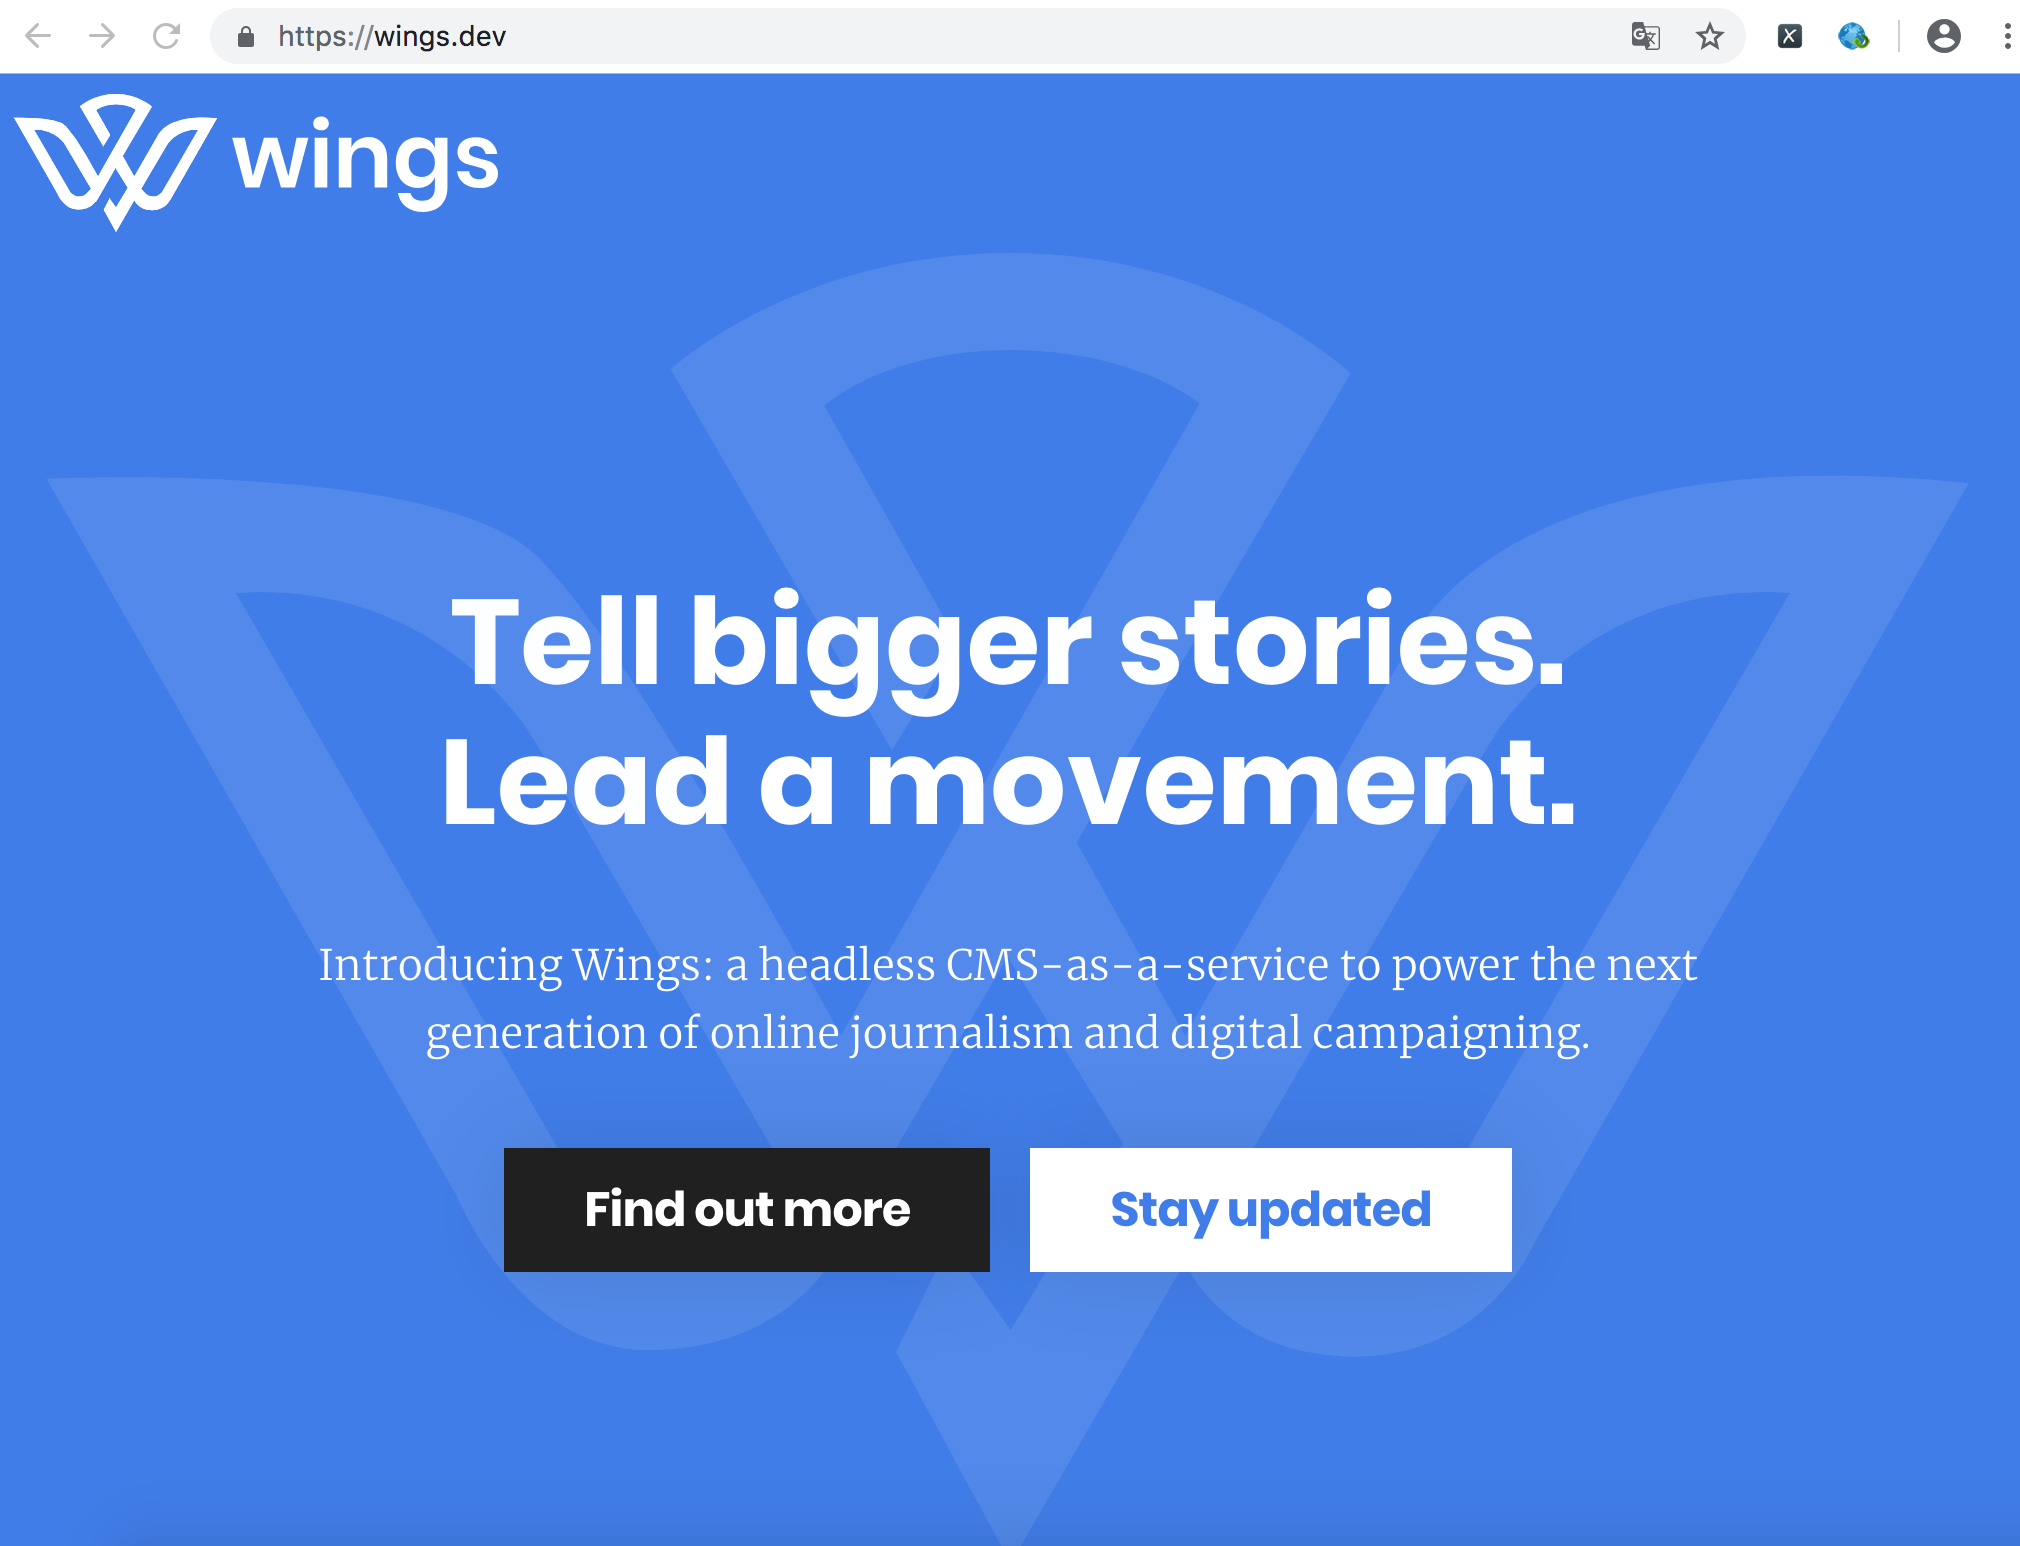 https://wings.dev
wings
Tell bigger stories.
Lead a movement.
Introducing Wings: a headless CMS-as-a-service to power the next
generation of online journalism and digital campaigning.
Find out more
Stay updated